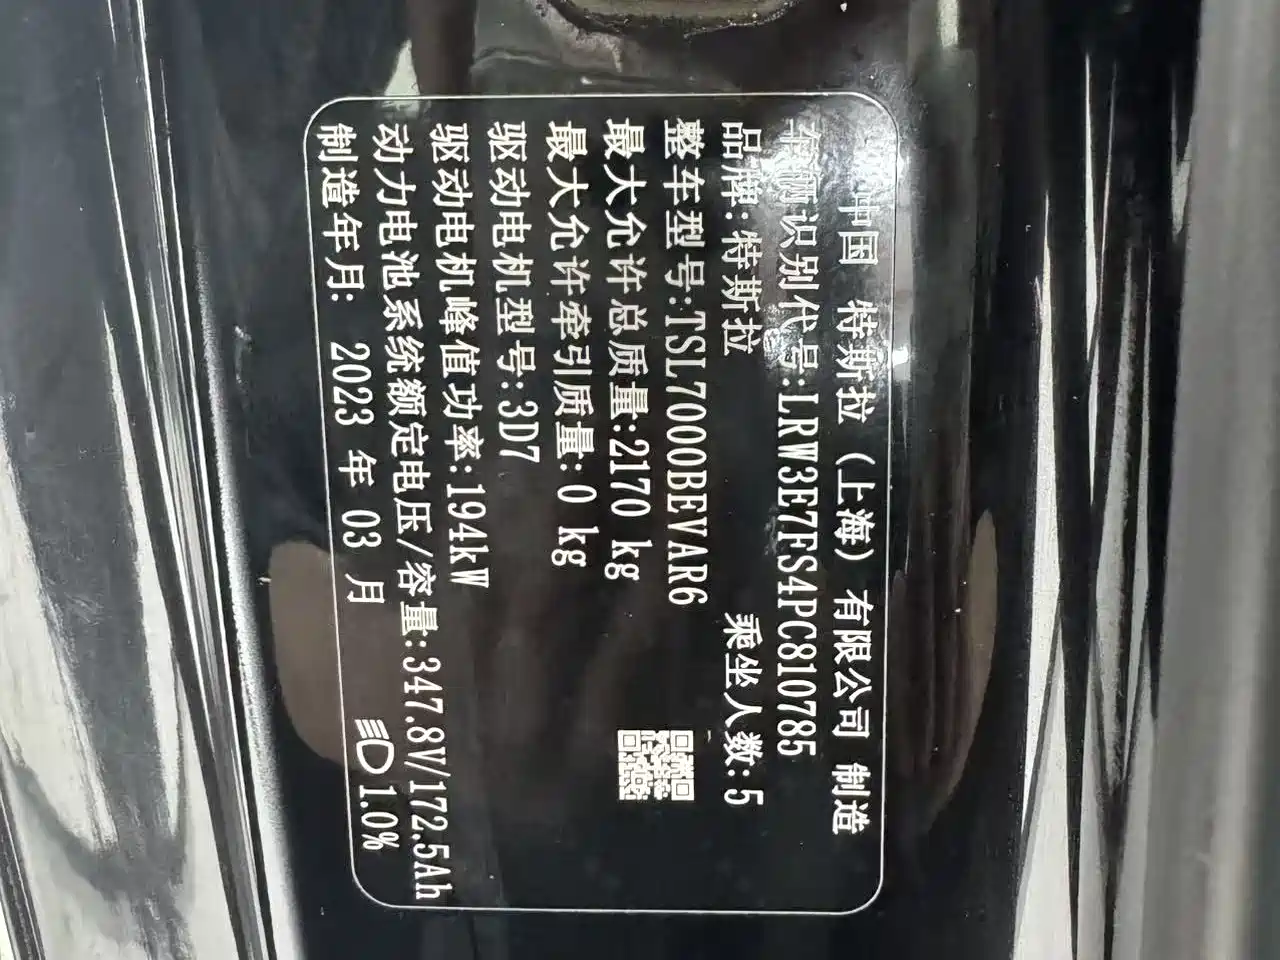 中国 特斯拉(上海)有限公司 制造
车辆识别代号:LRW3E7FS4PC810785
品牌:特斯拉 乘坐人数:5
整车型号:TSL7000BEVAR6
最大允许总质量:2170 kg
最大允许牵引质量:0 kg
驱动电机型号:3D7
驱动电机峰值功率:194kW
动力电池系统额定电压/容量:347.8V/172.5Ah
制造年月: 2023 年 03 月 1.0%